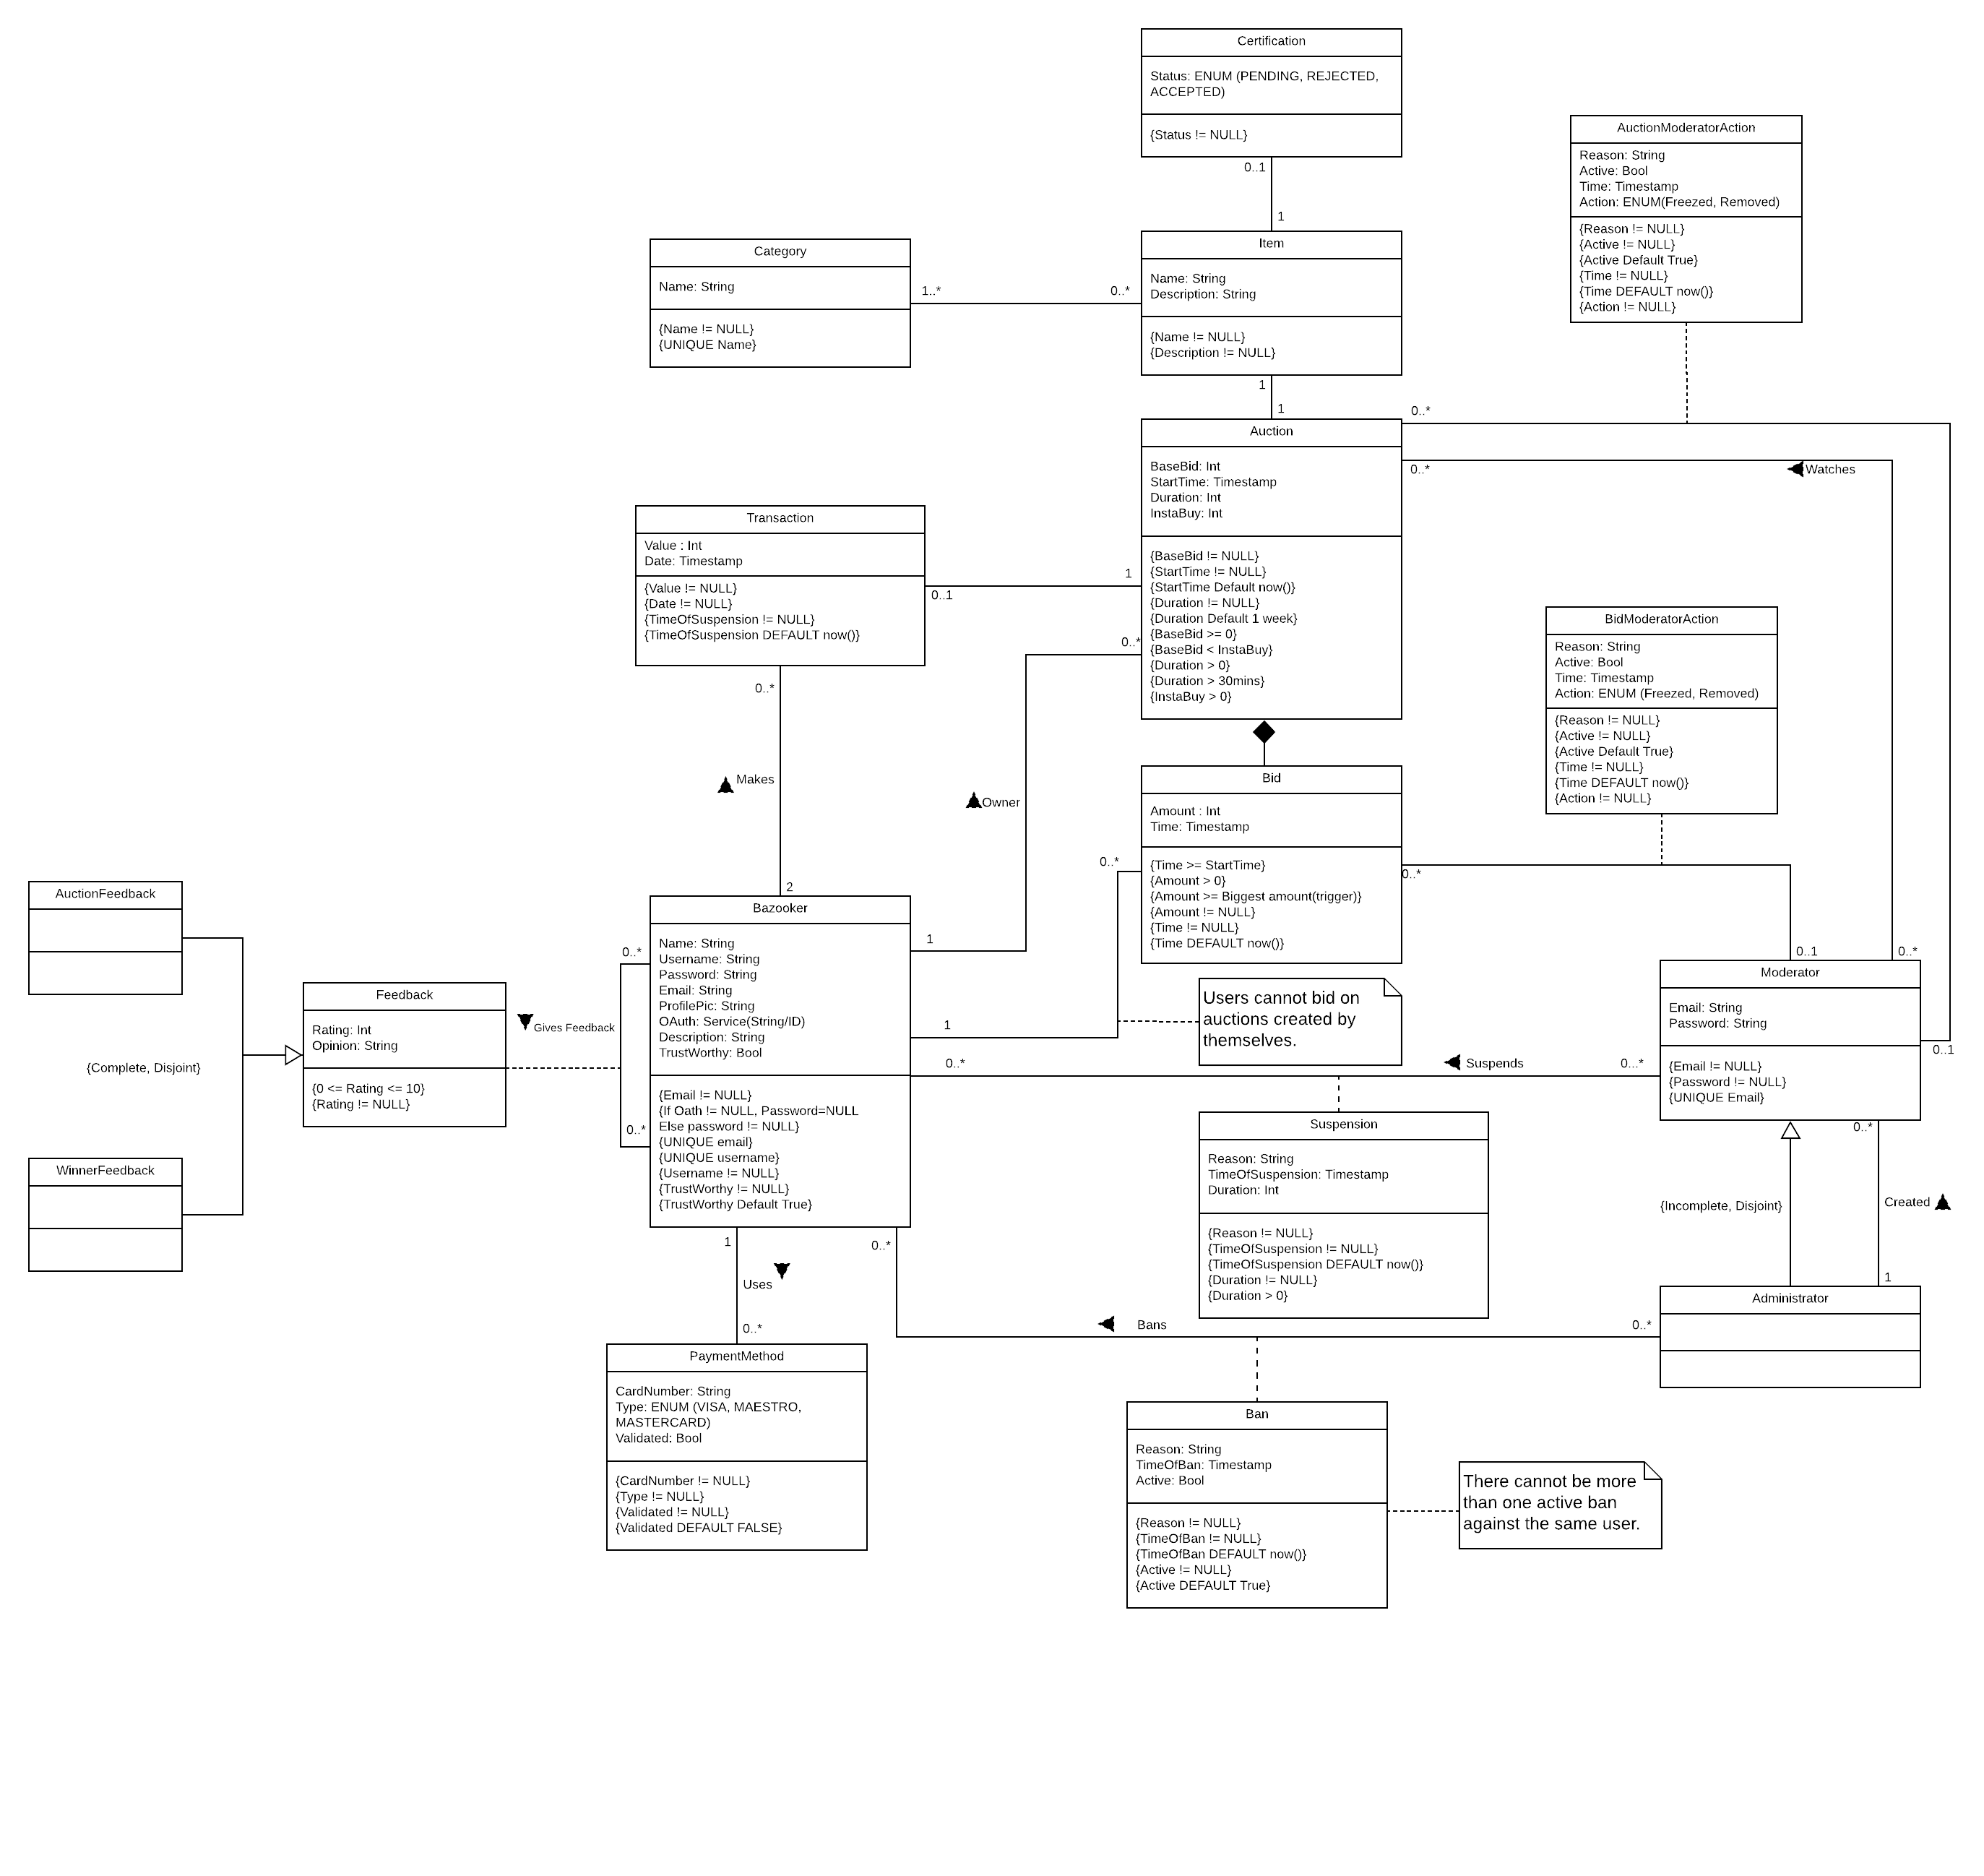 Certification
Status: ENUM (PENDING, REJECTED,
ACCEPTED)
{Status != NULL}
0..1
1
AuctionModeratorAction
Reason: String
Active: Bool
Time: Timestamp
Action: ENUM(Freezed, Removed)
{Reason != NULL}
{Active != NULL}
{Active Default True}
{Time != NULL}
{Time DEFAULT now()}
{Action != NULL}
Category
Name: String
{Name != NULL}
{UNIQUE Name}
1..*
0..*
Item
Name: String
Description: String
{Name != NULL}
{Description != NULL}
1
1
Auction
BaseBid: Int
StartTime: Timestamp
Duration: Int
InstaBuy: Int
{BaseBid != NULL}
{StartTime != NULL}
{StartTime Default now()}
{Duration != NULL}
{Duration Default 1 week}
{BaseBid >= 0}
{BaseBid < InstaBuy}
{Duration > 0}
{Duration > 30mins}
{InstaBuy > 0}
0..*
0..*
Watches
Transaction
Value : Int
Date: Timestamp
{Value != NULL}
{Date != NULL}
{TimeOfSuspension != NULL}
{TimeOfSuspension DEFAULT now()}
1
0..1
0..*
0..*
Makes
2
Owner
BidModeratorAction
Reason: String
Active: Bool
Time: Timestamp
Action: ENUM (Freezed, Removed)
{Reason != NULL}
{Active != NULL}
{Active Default True}
{Time != NULL}
{Time DEFAULT now()}
{Action != NULL}
Bid
Amount : Int
Time: Timestamp
{Time >= StartTime}
{Amount > 0}
{Amount >= Biggest amount(trigger)}
{Amount != NULL}
{Time != NULL}
{Time DEFAULT now()}
0..*
0..*
0..1
0..*
AuctionFeedback
{Complete, Disjoint}
WinnerFeedback
Feedback
Rating: Int
Opinion: String
{0 <= Rating <= 10}
{Rating != NULL}
Gives Feedback
0..*
0..*
Bazooker
Name: String
Username: String
Password: String
Email: String
ProfilePic: String
OAuth: Service(String/ID)
Description: String
TrustWorthy: Bool
{Email != NULL}
{If Oath != NULL, Password=NULL
Else password != NULL}
{UNIQUE email}
{UNIQUE username}
{Username != NULL}
{TrustWorthy != NULL}
{TrustWorthy Default True}
1
1
0..*
Users cannot bid on
auctions created by
themselves.
Suspends
0...*
Moderator
Email: String
Password: String
{Email != NULL}
{Password != NULL}
{UNIQUE Email}
0..1
0..*
Suspension
Reason: String
TimeOfSuspension: Timestamp
Duration: Int
{Reason != NULL}
{TimeOfSuspension != NULL}
{TimeOfSuspension DEFAULT now()}
{Duration != NULL}
{Duration > 0}
{Incomplete, Disjoint}
Created
1
Administrator
1
0..*
Uses
0..*
Bans
0..*
PaymentMethod
CardNumber: String
Type: ENUM (VISA, MAESTRO,
MASTERCARD)
Validated: Bool
{CardNumber != NULL}
{Type != NULL}
{Validated != NULL}
{Validated DEFAULT FALSE}
Ban
Reason: String
TimeOfBan: Timestamp
Active: Bool
{Reason != NULL}
{TimeOfBan != NULL}
{TimeOfBan DEFAULT now()}
{Active != NULL}
{Active DEFAULT True}
There cannot be more
than one active ban
against the same user.